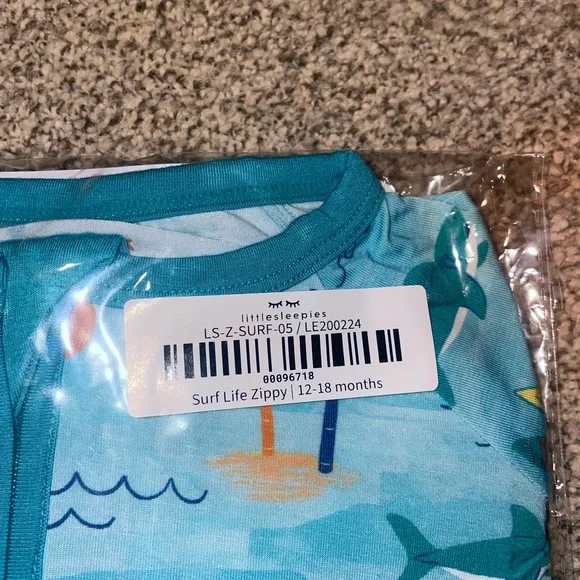 littlesleepies
LS-Z-SURF-05 / LE200224
00096718
Surf Life Zippy | 12-18 months